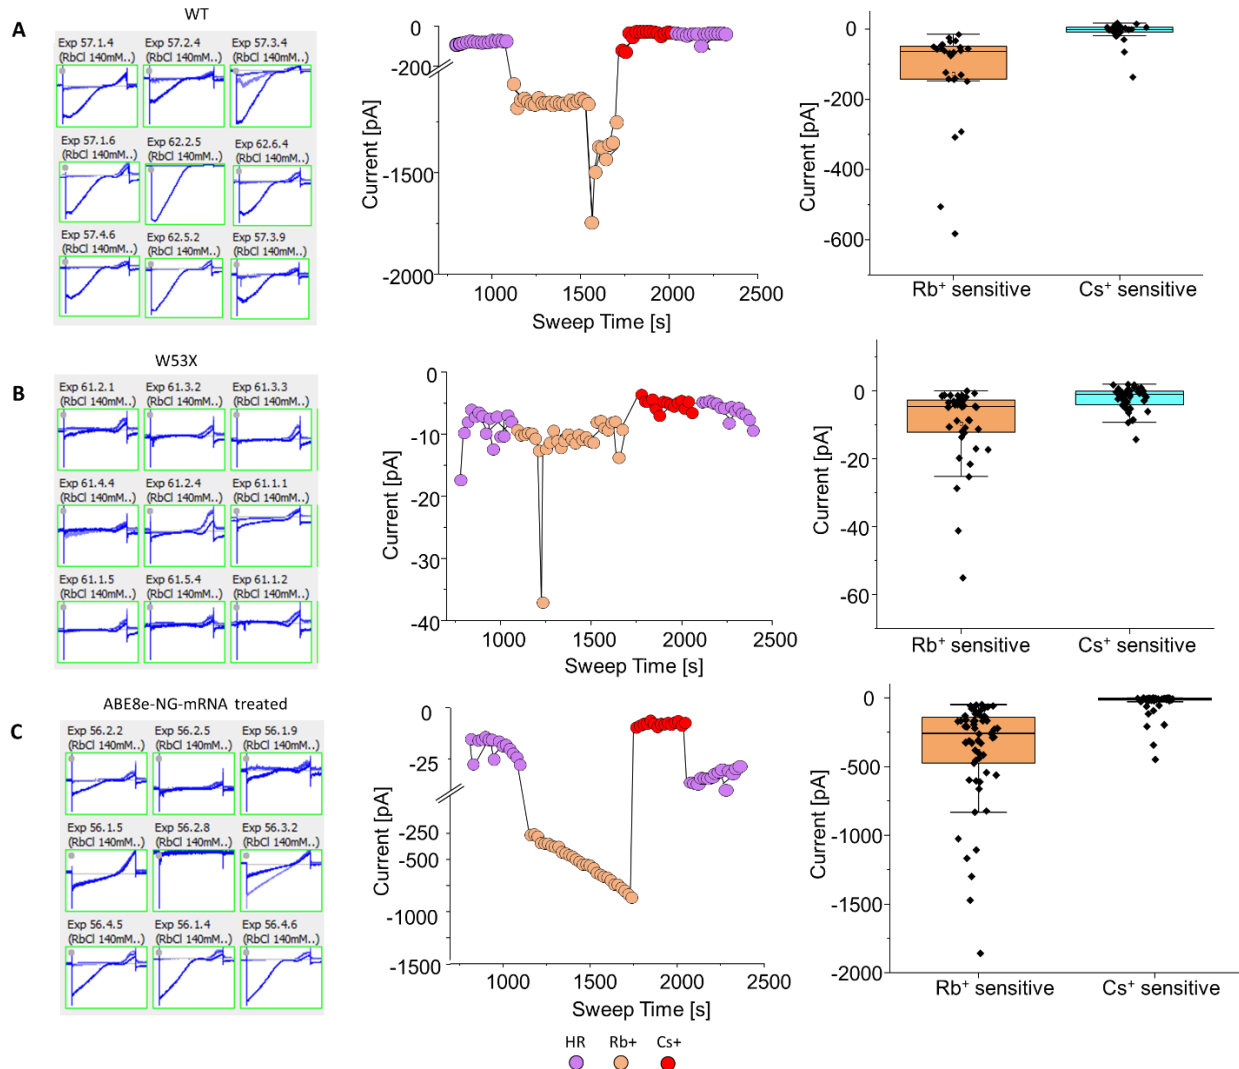 A
WT
Exp 57.1.4
(RbCl 140mM..)
Exp 57.2.4
(RbCl 140mM..)
Exp 57.3.4
(RbCl 140mM..)
Exp 57.1.6
(RbCl 140mM..)
Exp 62.2.5
(RbCl 140mM..)
Exp 62.6.4
(RbCl 140mM..)
Exp 57.4.6
(RbCl 140mM..)
Exp 62.5.2
(RbCl 140mM..)
Exp 57.3.9
(RbCl 140mM..)
Current [pA]
0
-200
-1500
-2000
1000
1500
2000
2500
Sweep Time [s]
Current [pA]
0
-200
-400
-600
Rb⁺ sensitive
Cs⁺ sensitive
B
W53X
Exp 61.2.1
(RbCl 140mM..)
Exp 61.3.2
(RbCl 140mM..)
Exp 61.3.3
(RbCl 140mM..)
Exp 61.4.4
(RbCl 140mM..)
Exp 61.2.4
(RbCl 140mM..)
Exp 61.1.1
(RbCl 140mM..)
Exp 61.1.5
(RbCl 140mM..)
Exp 61.5.4
(RbCl 140mM..)
Exp 61.1.2
(RbCl 140mM..)
Current [pA]
0
-10
-20
-30
-40
1000
1500
2000
2500
Sweep Time [s]
Current [pA]
0
-20
-40
-60
Rb⁺ sensitive
Cs⁺ sensitive
C
ABE8e-NG-mRNA treated
Exp 56.2.2
(RbCl 140mM..)
Exp 56.2.5
(RbCl 140mM..)
Exp 56.1.9
(RbCl 140mM..)
Exp 56.1.5
(RbCl 140mM..)
Exp 56.2.8
(RbCl 140mM..)
Exp 56.3.2
(RbCl 140mM..)
Exp 56.4.5
(RbCl 140mM..)
Exp 56.1.4
(RbCl 140mM..)
Exp 56.4.6
(RbCl 140mM..)
Current [pA]
0
-25
-250
-500
-1000
-1500
1000
1500
2000
2500
Sweep Time [s]
Current [pA]
0
-500
-1000
-1500
-2000
Rb⁺ sensitive
Cs⁺ sensitive
HR Rb+ Cs+